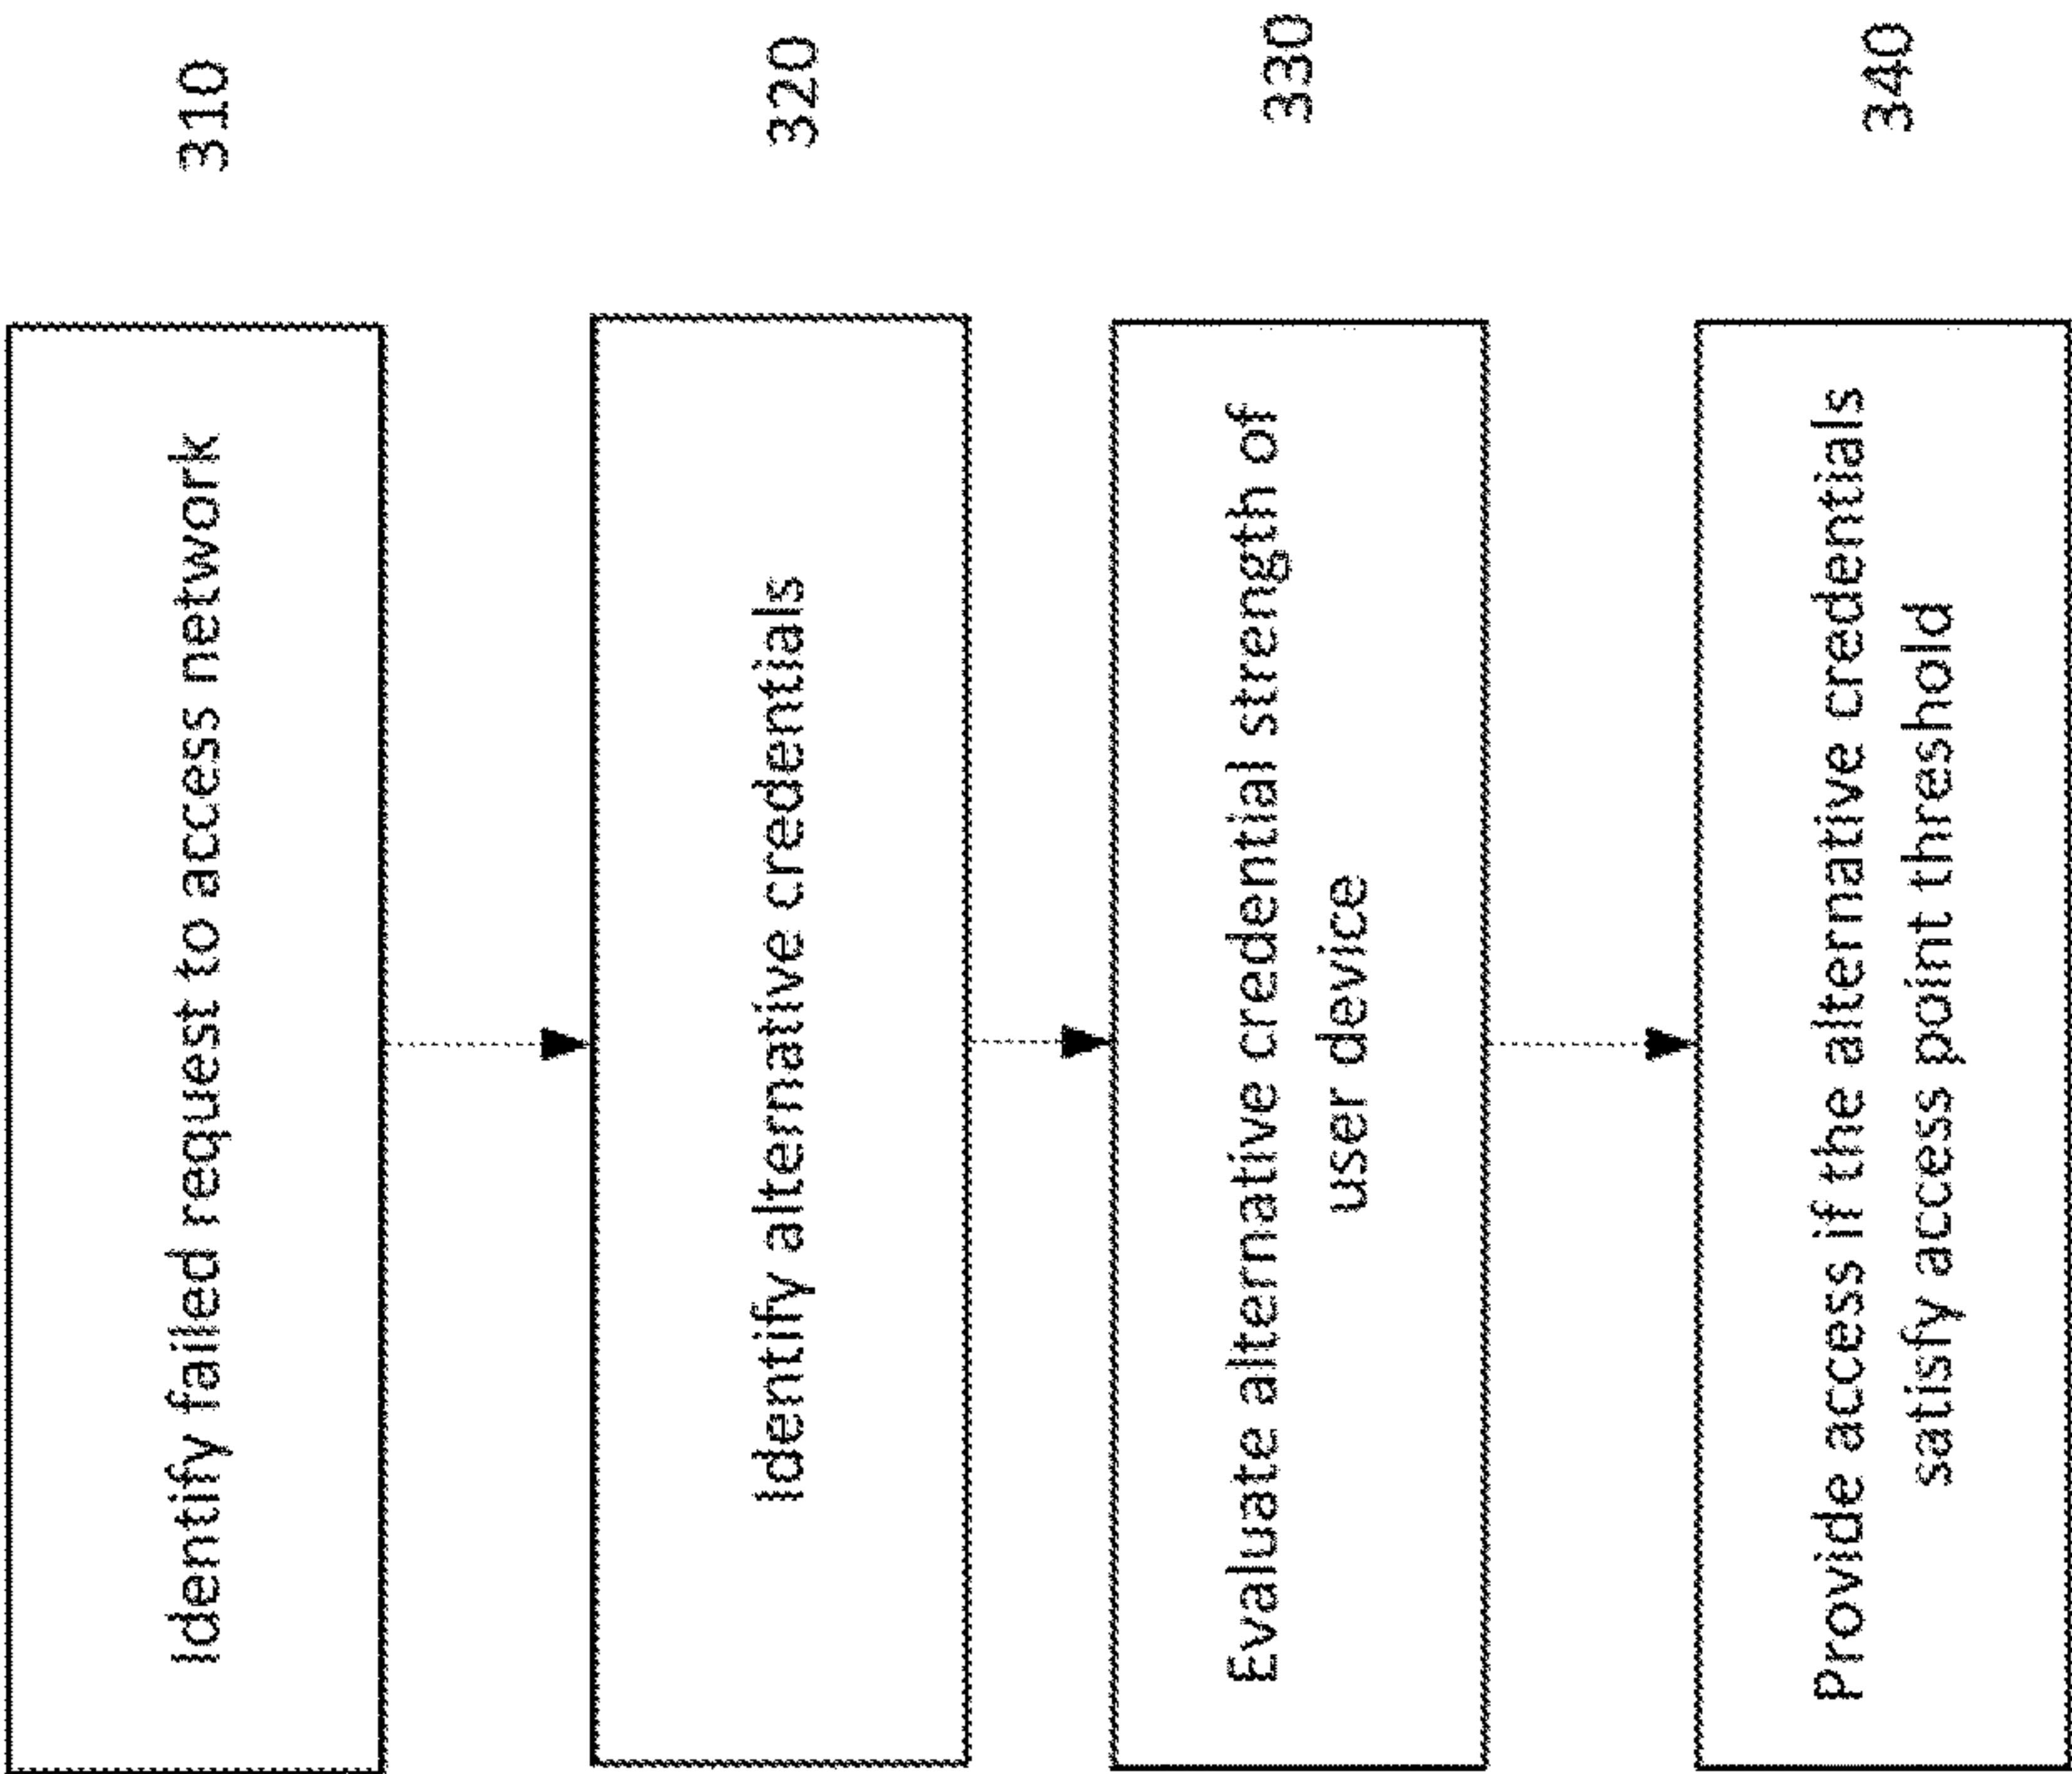 Identify failed request to access network
310
Identify alternative credentials
320
Evaluate alternative credential strength of
user device
330
Provide access if the alternative credentials
satisfy access point threshold
340